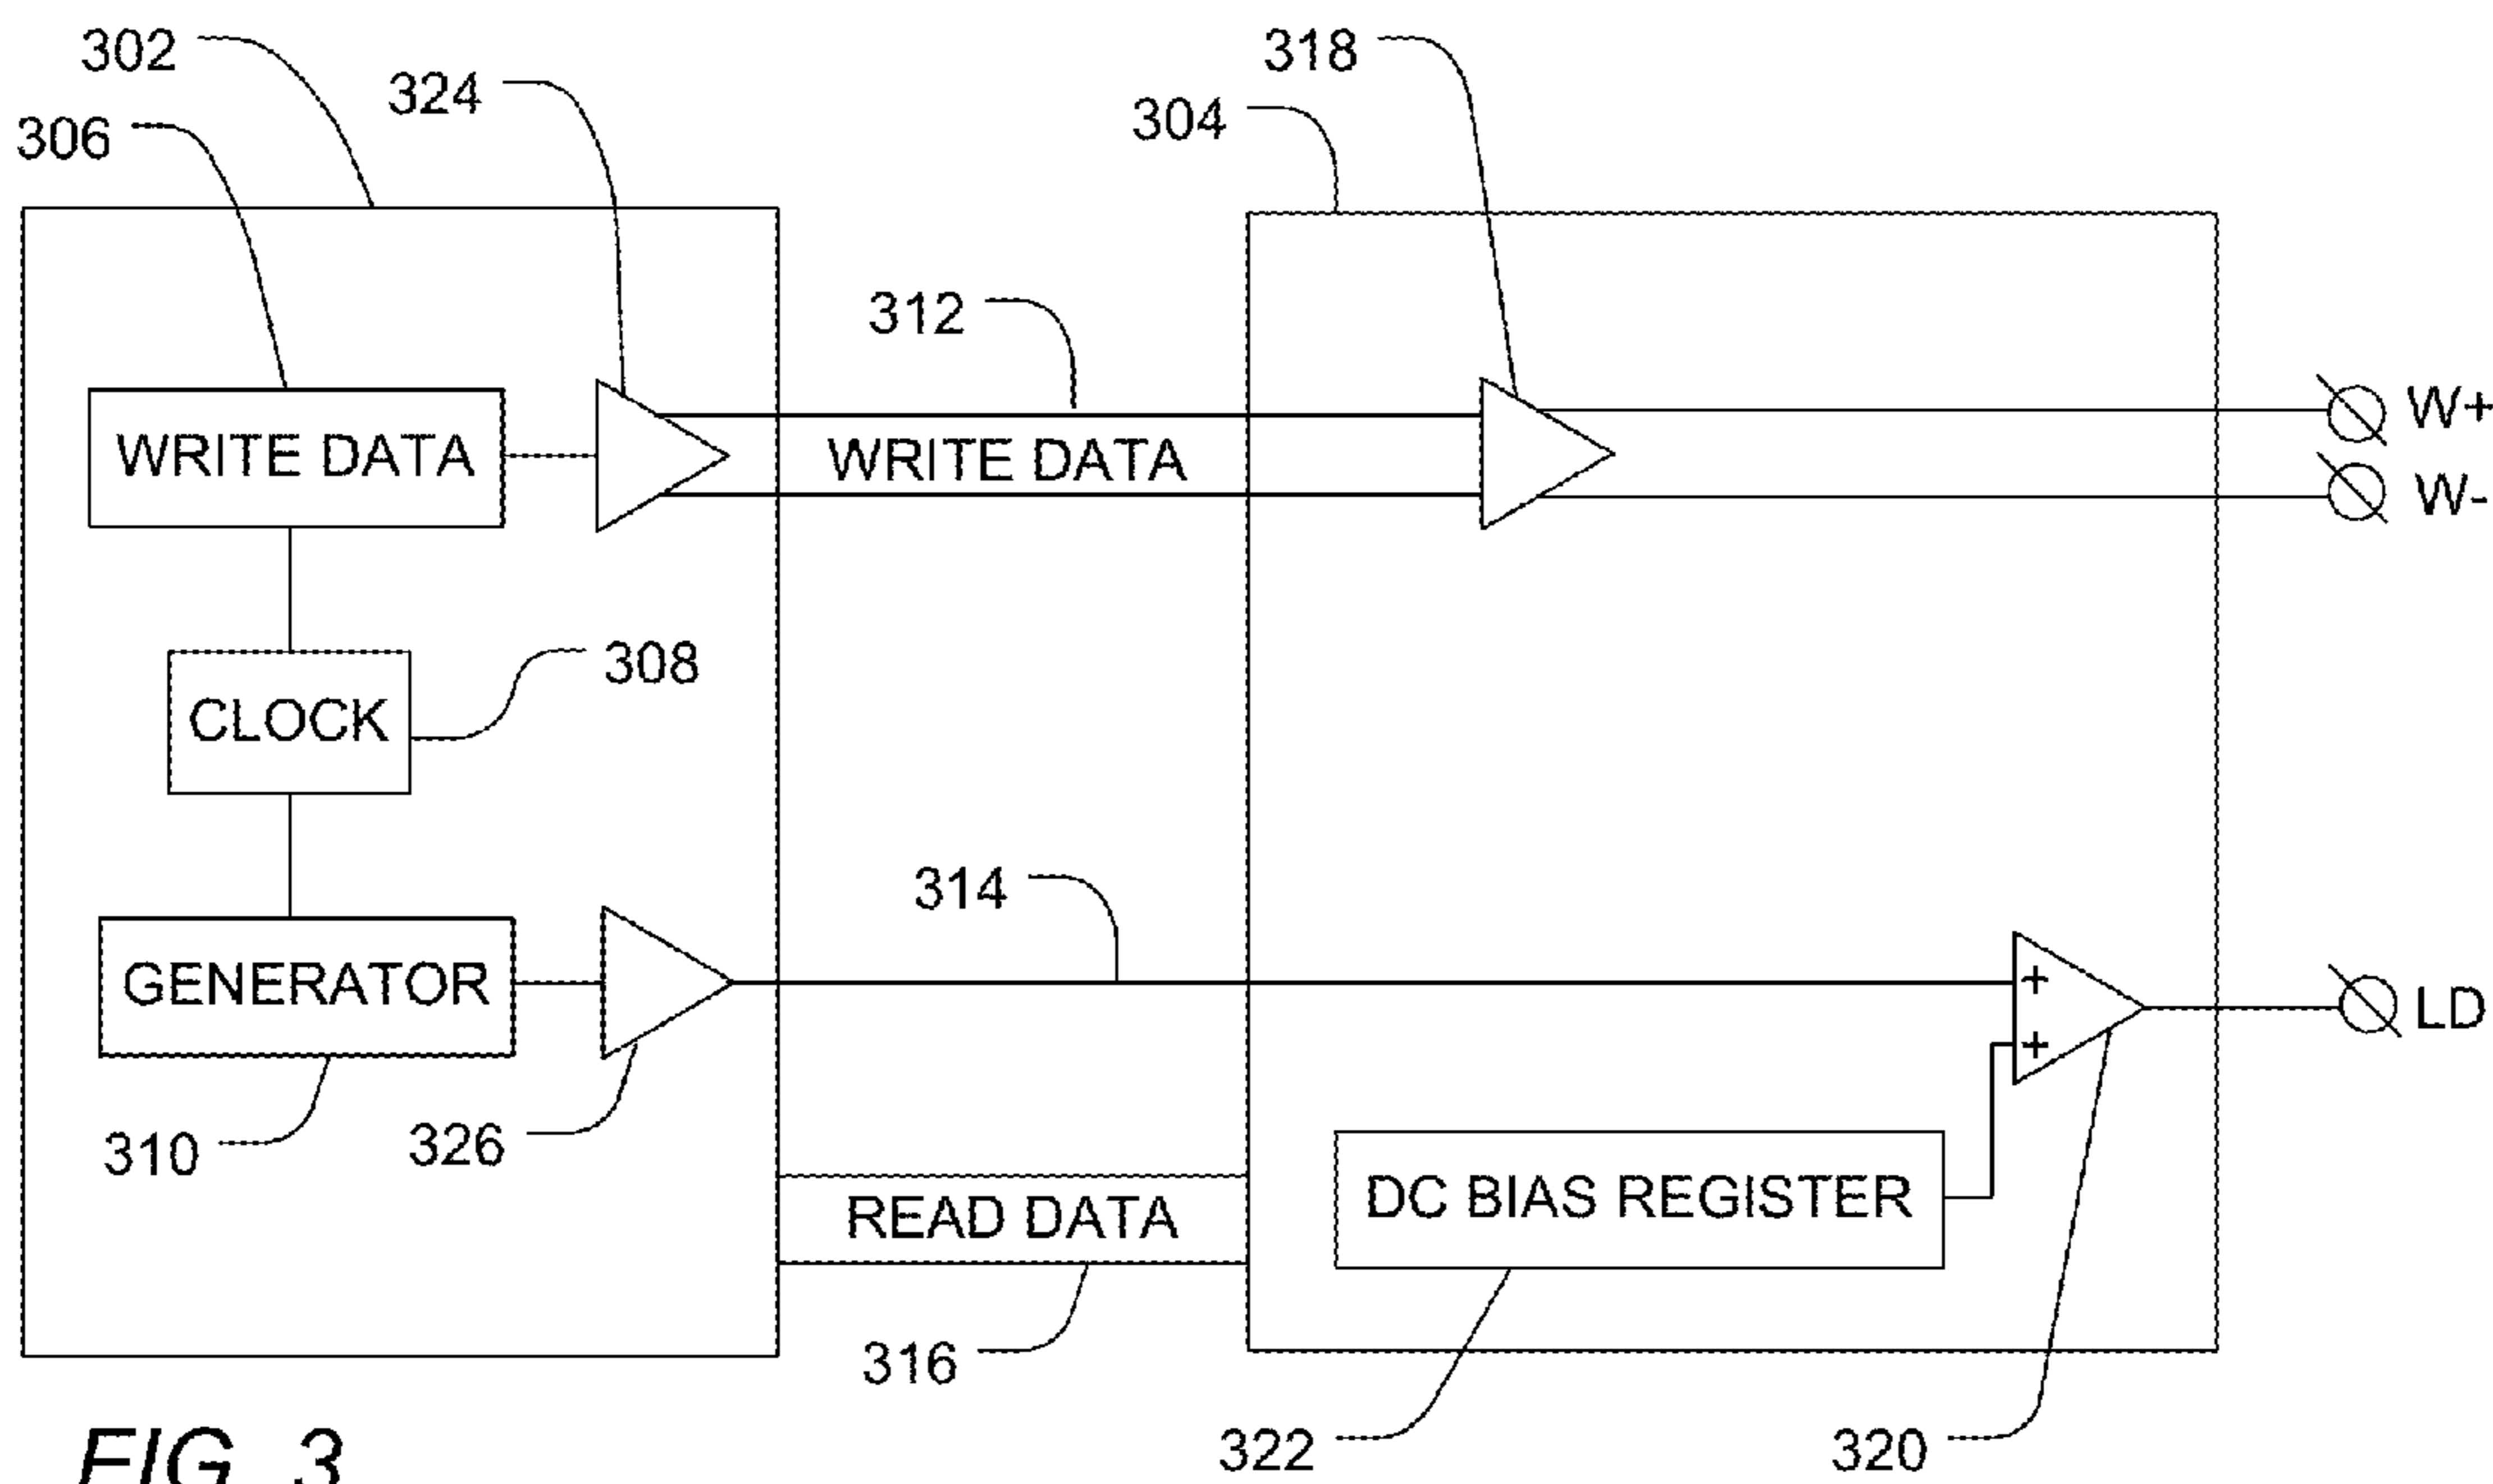 302
318
324
304
306
312
W+
WRITE DATA
WRITE DATA
W-
308
CLOCK
314
GENERATOR
+
LD
+
310
326
DC BIAS REGISTER
READ DATA
316
322
320
FIG. 3